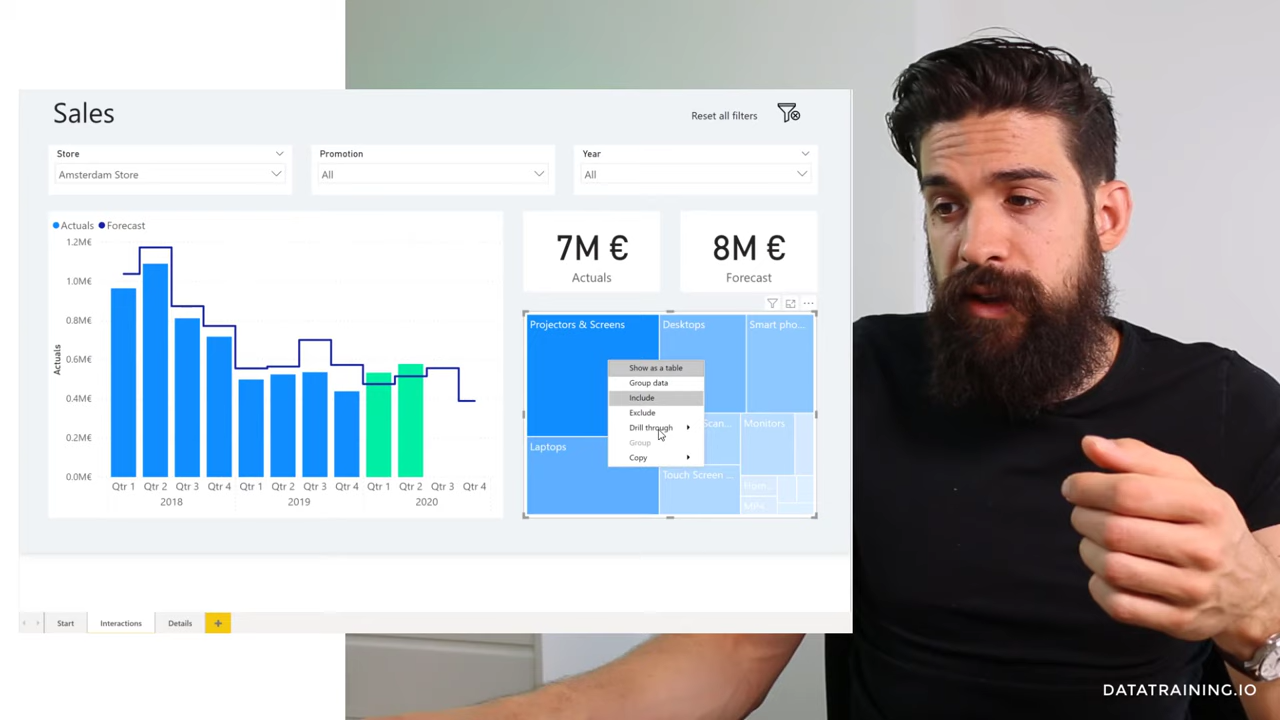 Sales
Reset all filters
Store
Amsterdam Store
Promotion
All
Year
All
Actuals Forecast
1.2M€
1.0M€
0.8M€
0.6M€
0.4M€
0.2M€
0.0M€
Actuals
Qtr 1 Qtr 2 Qtr 3 Qtr 4 Qtr 1 Qtr 2 Qtr 3 Qtr 4 Qtr 1 Qtr 2 Qtr 3 Qtr 4
2018 2019 2020
7M €
Actuals
8M €
Forecast
Projectors & Screens
Desktops
Smart pho...
Laptops
Scan...
Monitors
Touch Screen ...
Show as a table
Group data
Include
Exclude
Drill through
Group
Copy
Start Interactions Details +
DATATRAINING.IO